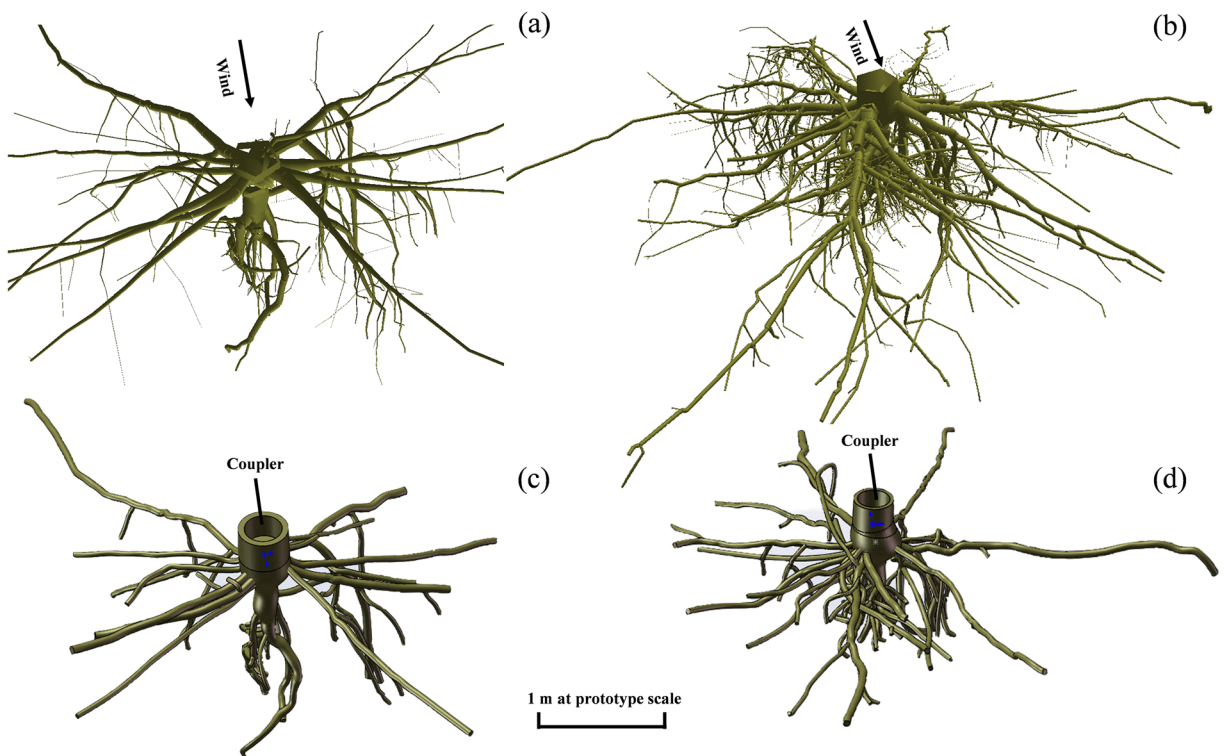 (a)
Wind
(b)
Wind
Coupler
(c)
Coupler
(d)
1 m at prototype scale